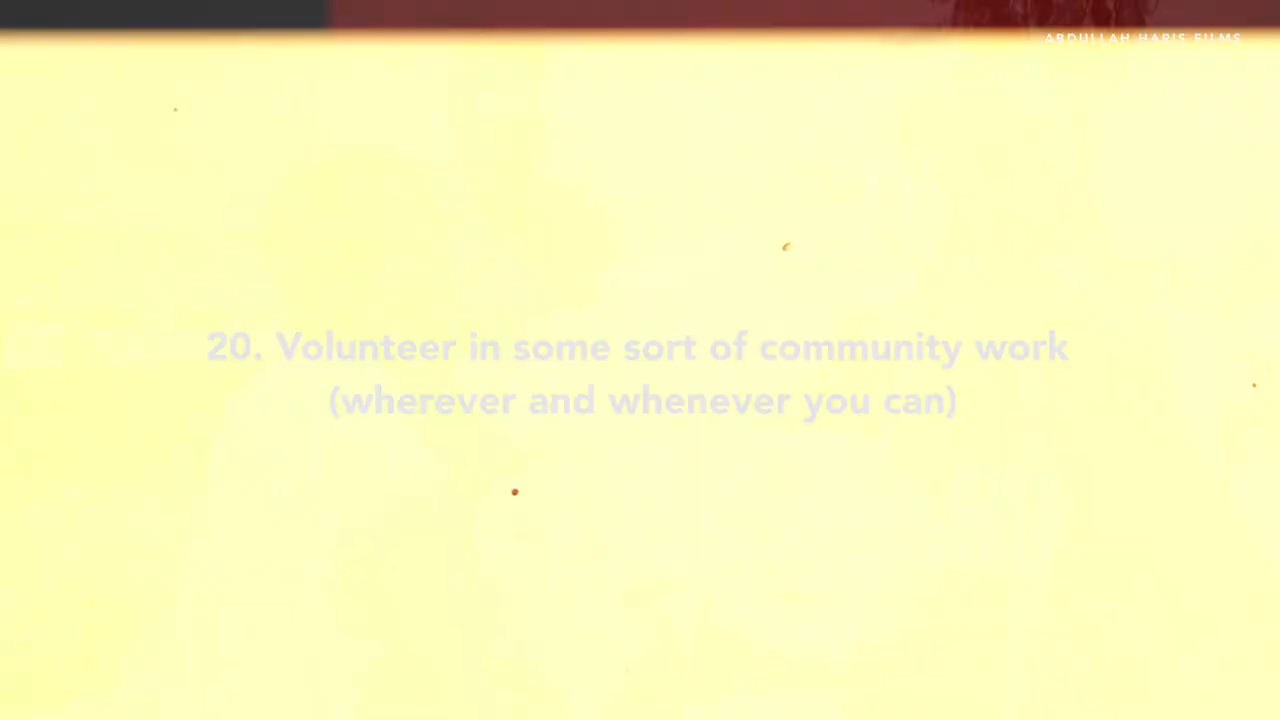 ABDULLAH HARIS FILMS
20. Volunteer in some sort of community work
(wherever and whenever you can)